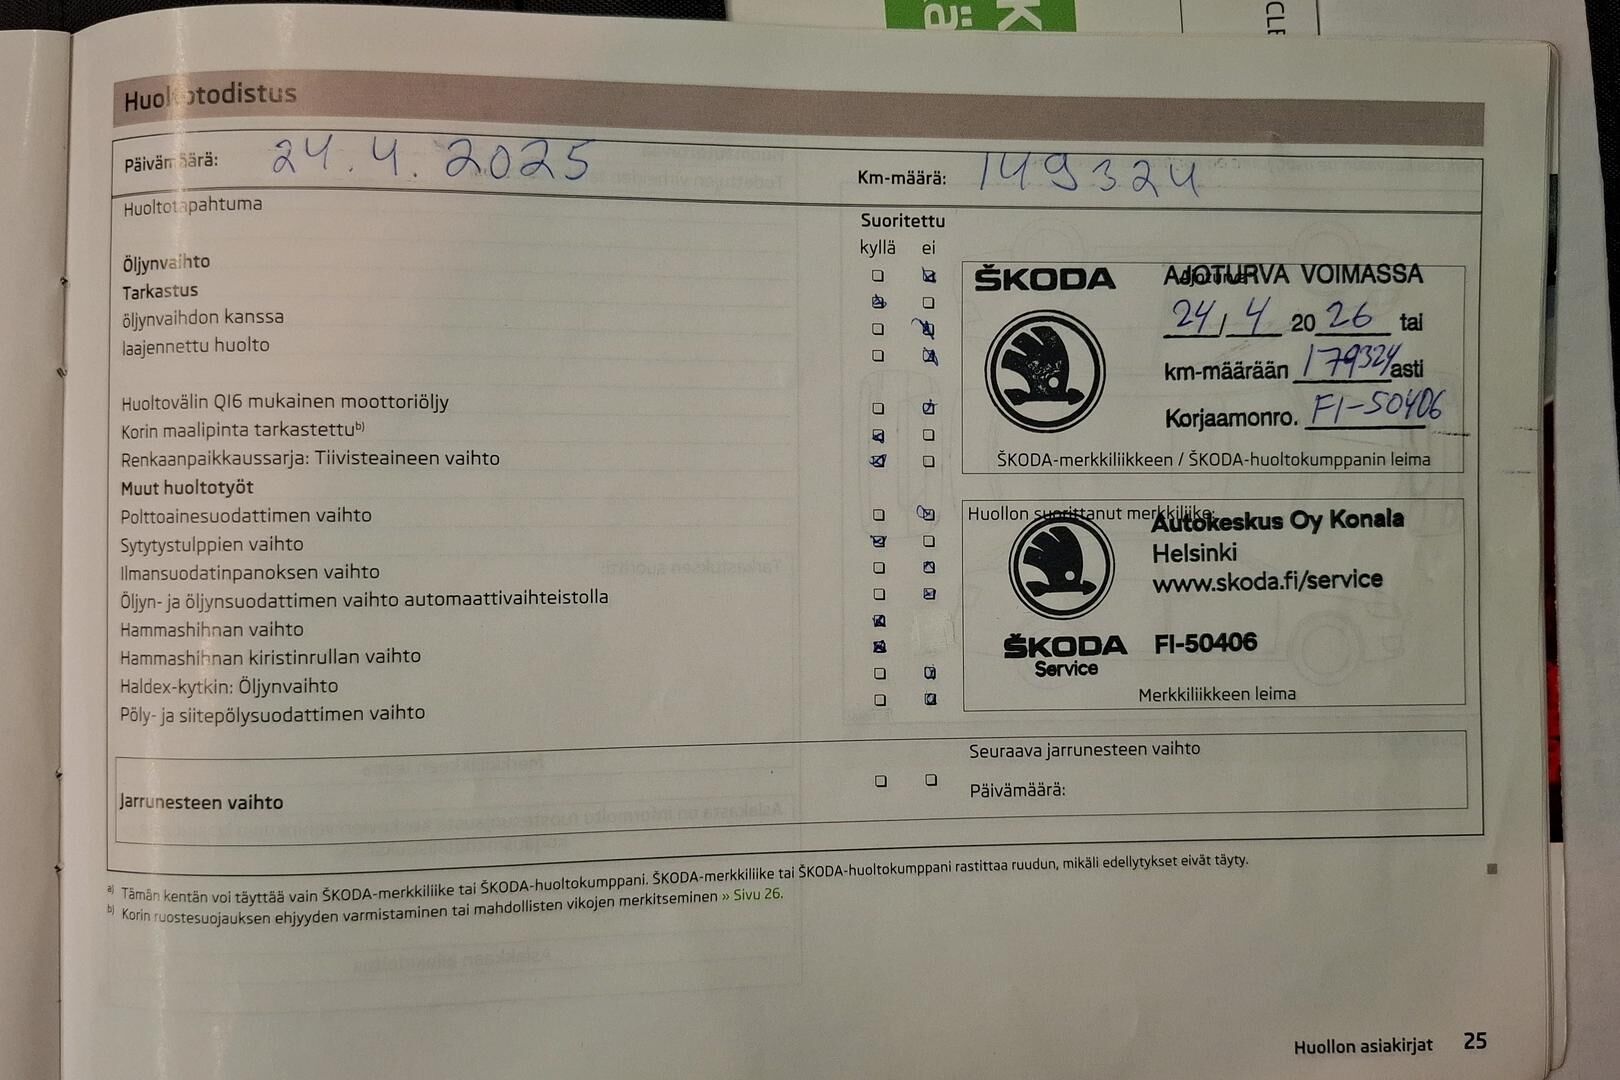 CLE
Huoltotodistus
Päivämäärä: 24.4.2025
Km-määrä: 149324
Huoltotapahtuma
Suoritettu
kyllä ei
Öljynvaihto
Tarkastus
öljynvaihdon kanssa
laajennettu huolto
Huoltovälin QI6 mukainen moottoriöljy
Korin maalipinta tarkastettu b)
Renkaanpaikkaussarja: Tiivisteaineen vaihto
Muut huoltotyöt
Polttoainesuodattimen vaihto
Sytytystulppien vaihto
Ilmansuodatinpanoksen vaihto
Öljyn- ja öljynsuodattimen vaihto automaattivaihteistolla
Hammashihnan vaihto
Hammashihnan kiristinrullan vaihto
Haldex-kytkin: Öljynvaihto
Pöly- ja siitepölysuodattimen vaihto
ŠKODA
AJOTURVA VOIMASSA
24/4 2026 tai
km-määrään 179324 asti
Korjaamonro. FI-50406
ŠKODA-merkkiliikkeen / ŠKODA-huoltokumppanin leima
Huollon suorittanut merkkiliike:
Autokeskus Oy Konala
Helsinki
www.skoda.fi/service
ŠKODA
Service
FI-50406
Merkkiliikkeen leima
Jarrunesteen vaihto
Seuraava jarrunesteen vaihto
Päivämäärä:
a) Tämän kentän voi täyttää vain ŠKODA-merkkiliike tai ŠKODA-huoltokumppani. ŠKODA-merkkiliike tai ŠKODA-huoltokumppani rastittaa ruudun, mikäli edellytykset eivät täyty.
b) Korin ruostesuojauksen ehjyyden varmistaminen tai mahdollisten vikojen merkitseminen » Sivu 26.
Huollon asiakirjat 25